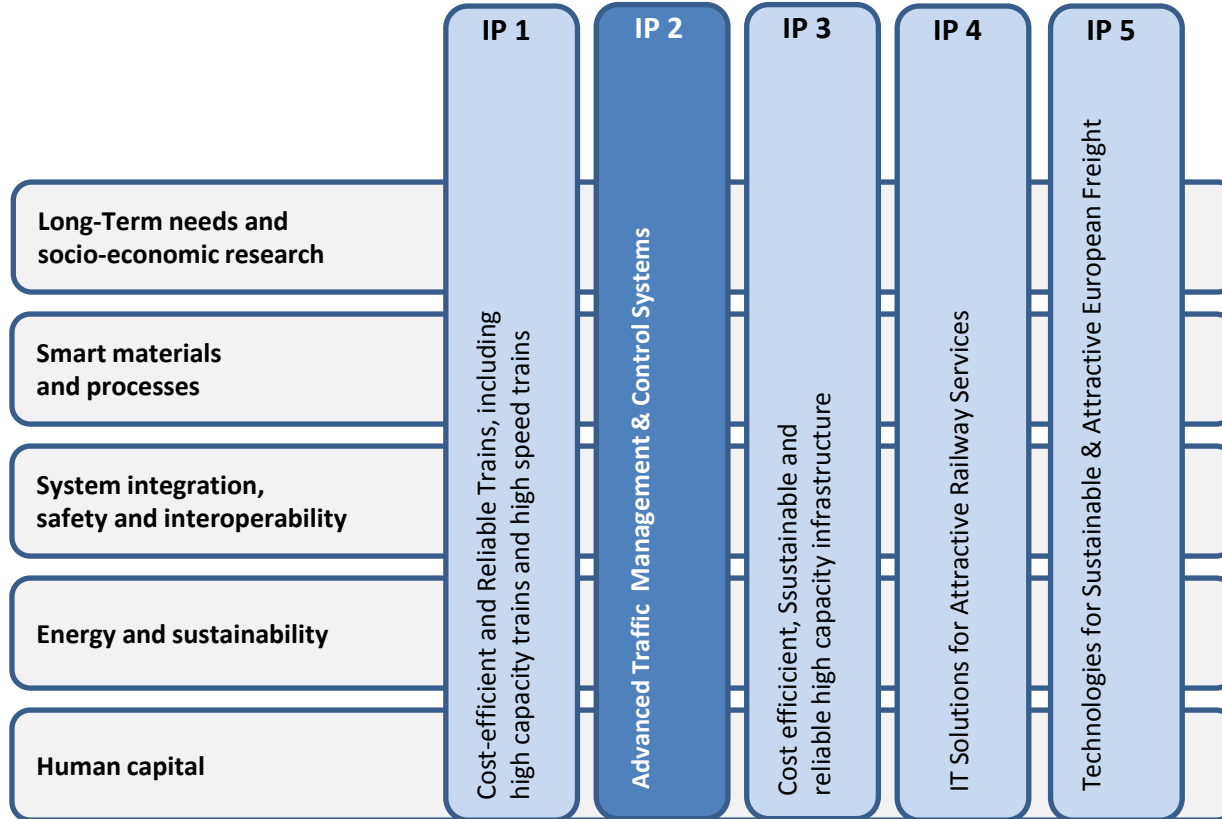 IP 1
IP 2
IP 3
IP 4
IP 5
Long-Term needs and
socio-economic research
Smart materials
and processes
System integration,
safety and interoperability
Energy and sustainability
Human capital
Cost-efficient and Reliable Trains, including
high capacity trains and high speed trains
Advanced Traffic Management & Control Systems
Cost efficicient, Ssustainable and
reliable high capacity infrastructure
IT Solutions for Attractive Railway Services
Technologies for Sustainable & Attractive European Freight